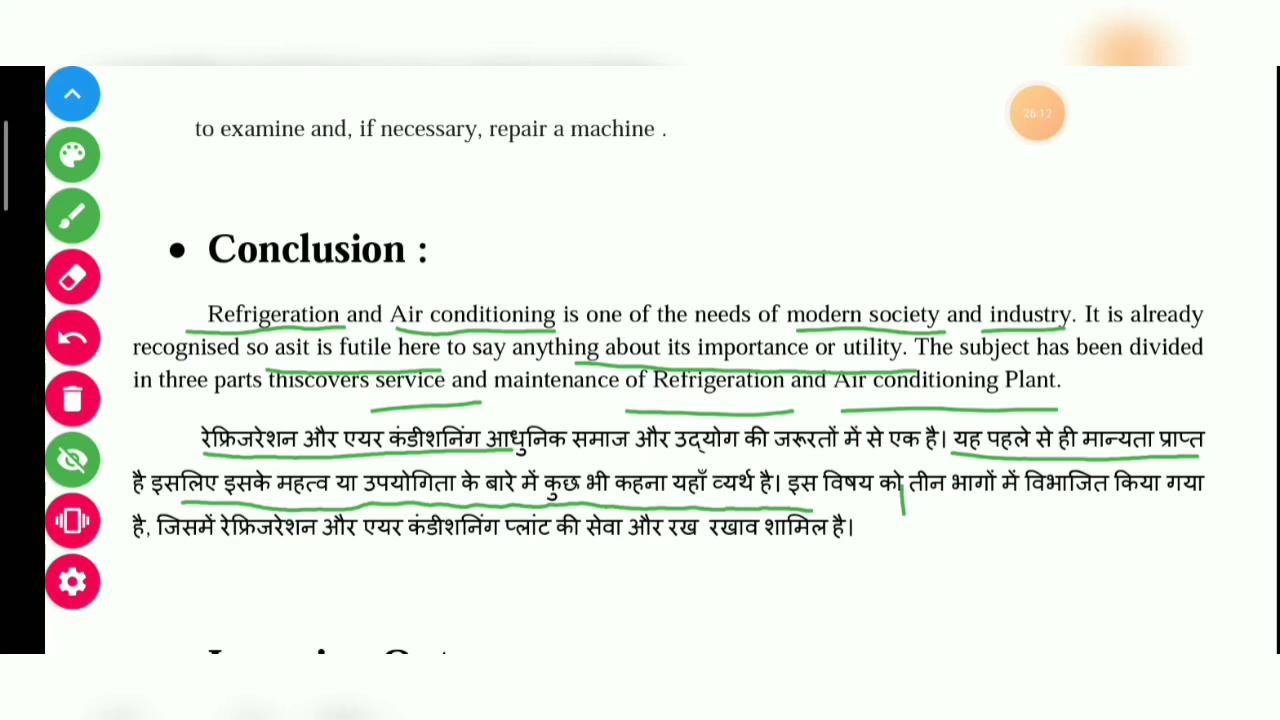 26:12
to examine and, if necessary, repair a machine .
• Conclusion :
Refrigeration and Air conditioning is one of the needs of modern society and industry. It is already
recognised so asit is futile here to say anything about its importance or utility. The subject has been divided
in three parts thiscovers service and maintenance of Refrigeration and Air conditioning Plant.
रेफ्रिजरेशन और एयर कंडीशनिंग आधुनिक समाज और उद्योग की जरूरतों में से एक है। यह पहले से ही मान्यता प्राप्त
है इसलिए इसके महत्व या उपयोगिता के बारे में कुछ भी कहना यहाँ व्यर्थ है। इस विषय को तीन भागों में विभाजित किया गया
है, जिसमें रेफ्रिजरेशन और एयर कंडीशनिंग प्लांट की सेवा और रख रखाव शामिल है।